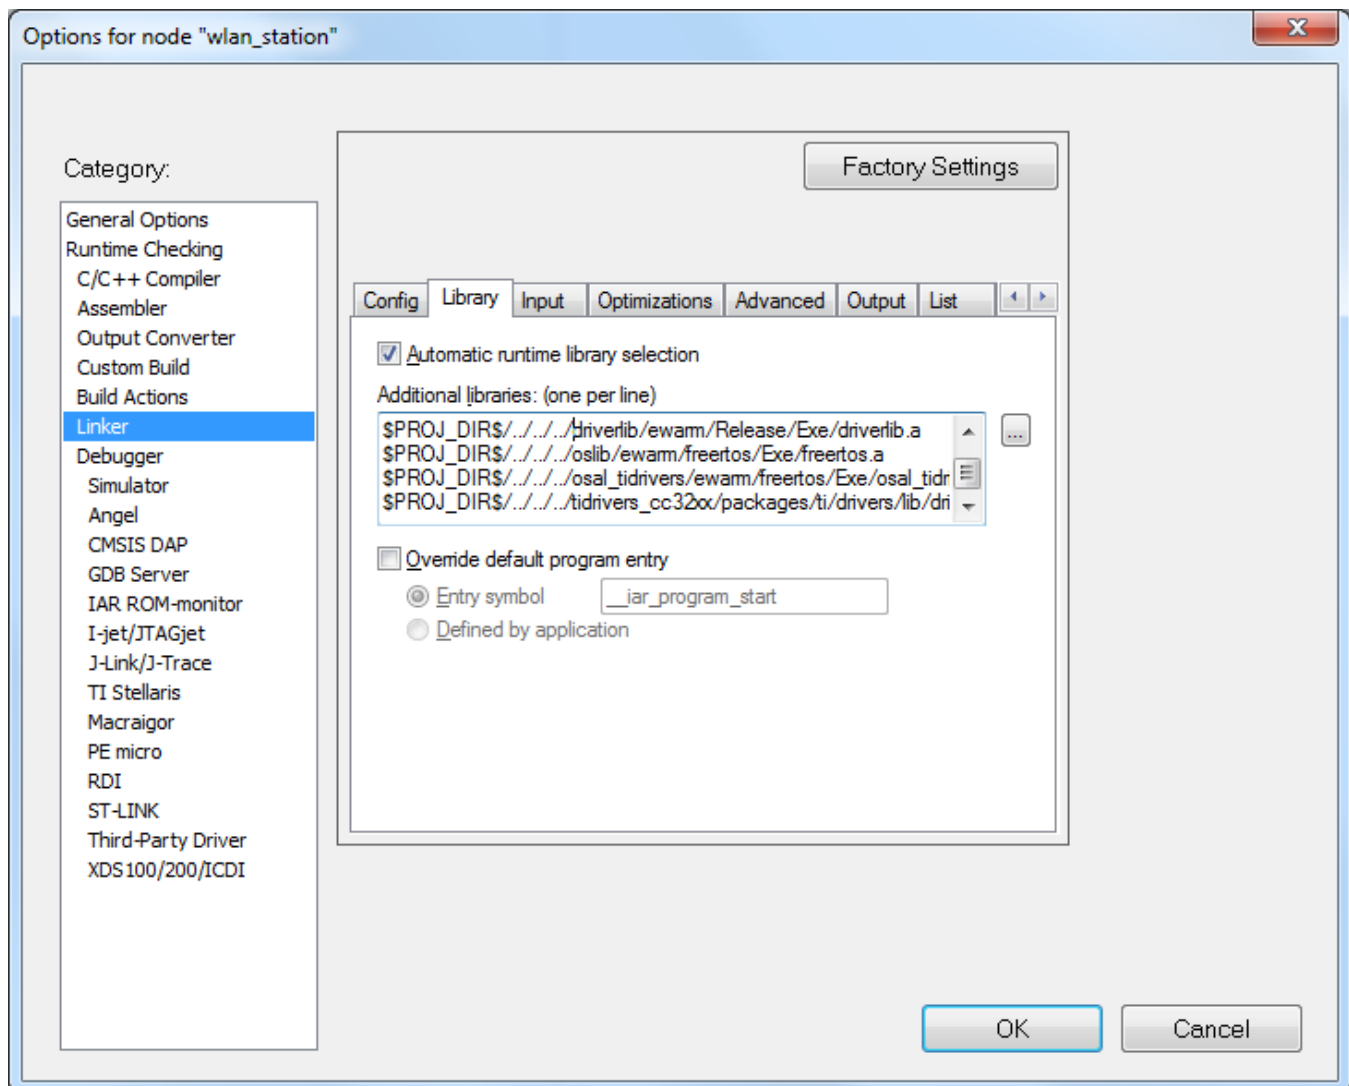 Options for node "wlan_station"
x
Category:
Factory Settings
General Options
Runtime Checking
C/C++ Compiler
Assembler
Output Converter
Custom Build
Build Actions
Linker
Debugger
Simulator
Angel
CMSIS DAP
GDB Server
IAR ROM-monitor
I-jet/JTAGjet
J-Link/J-Trace
TI Stellaris
Macraigor
PE micro
RDI
ST-LINK
Third-Party Driver
XDS100/200/ICDI
Config Library Input Optimizations Advanced Output List
Automatic runtime library selection
Additional libraries: (one per line)
$PROJ_DIR$/../../../driverlib/ewarm/Release/Exe/driverlib.a
$PROJ_DIR$/../../../oslib/ewarm/freertos/Exe/freertos.a
$PROJ_DIR$/../../../osal_tidrivers/ewarm/freertos/Exe/osal_tidr
$PROJ_DIR$/../../../tidrivers_cc32xx/packages/ti/drivers/lib/dri
...
Override default program entry
Entry symbol __iar_program_start
Defined by application
OK Cancel